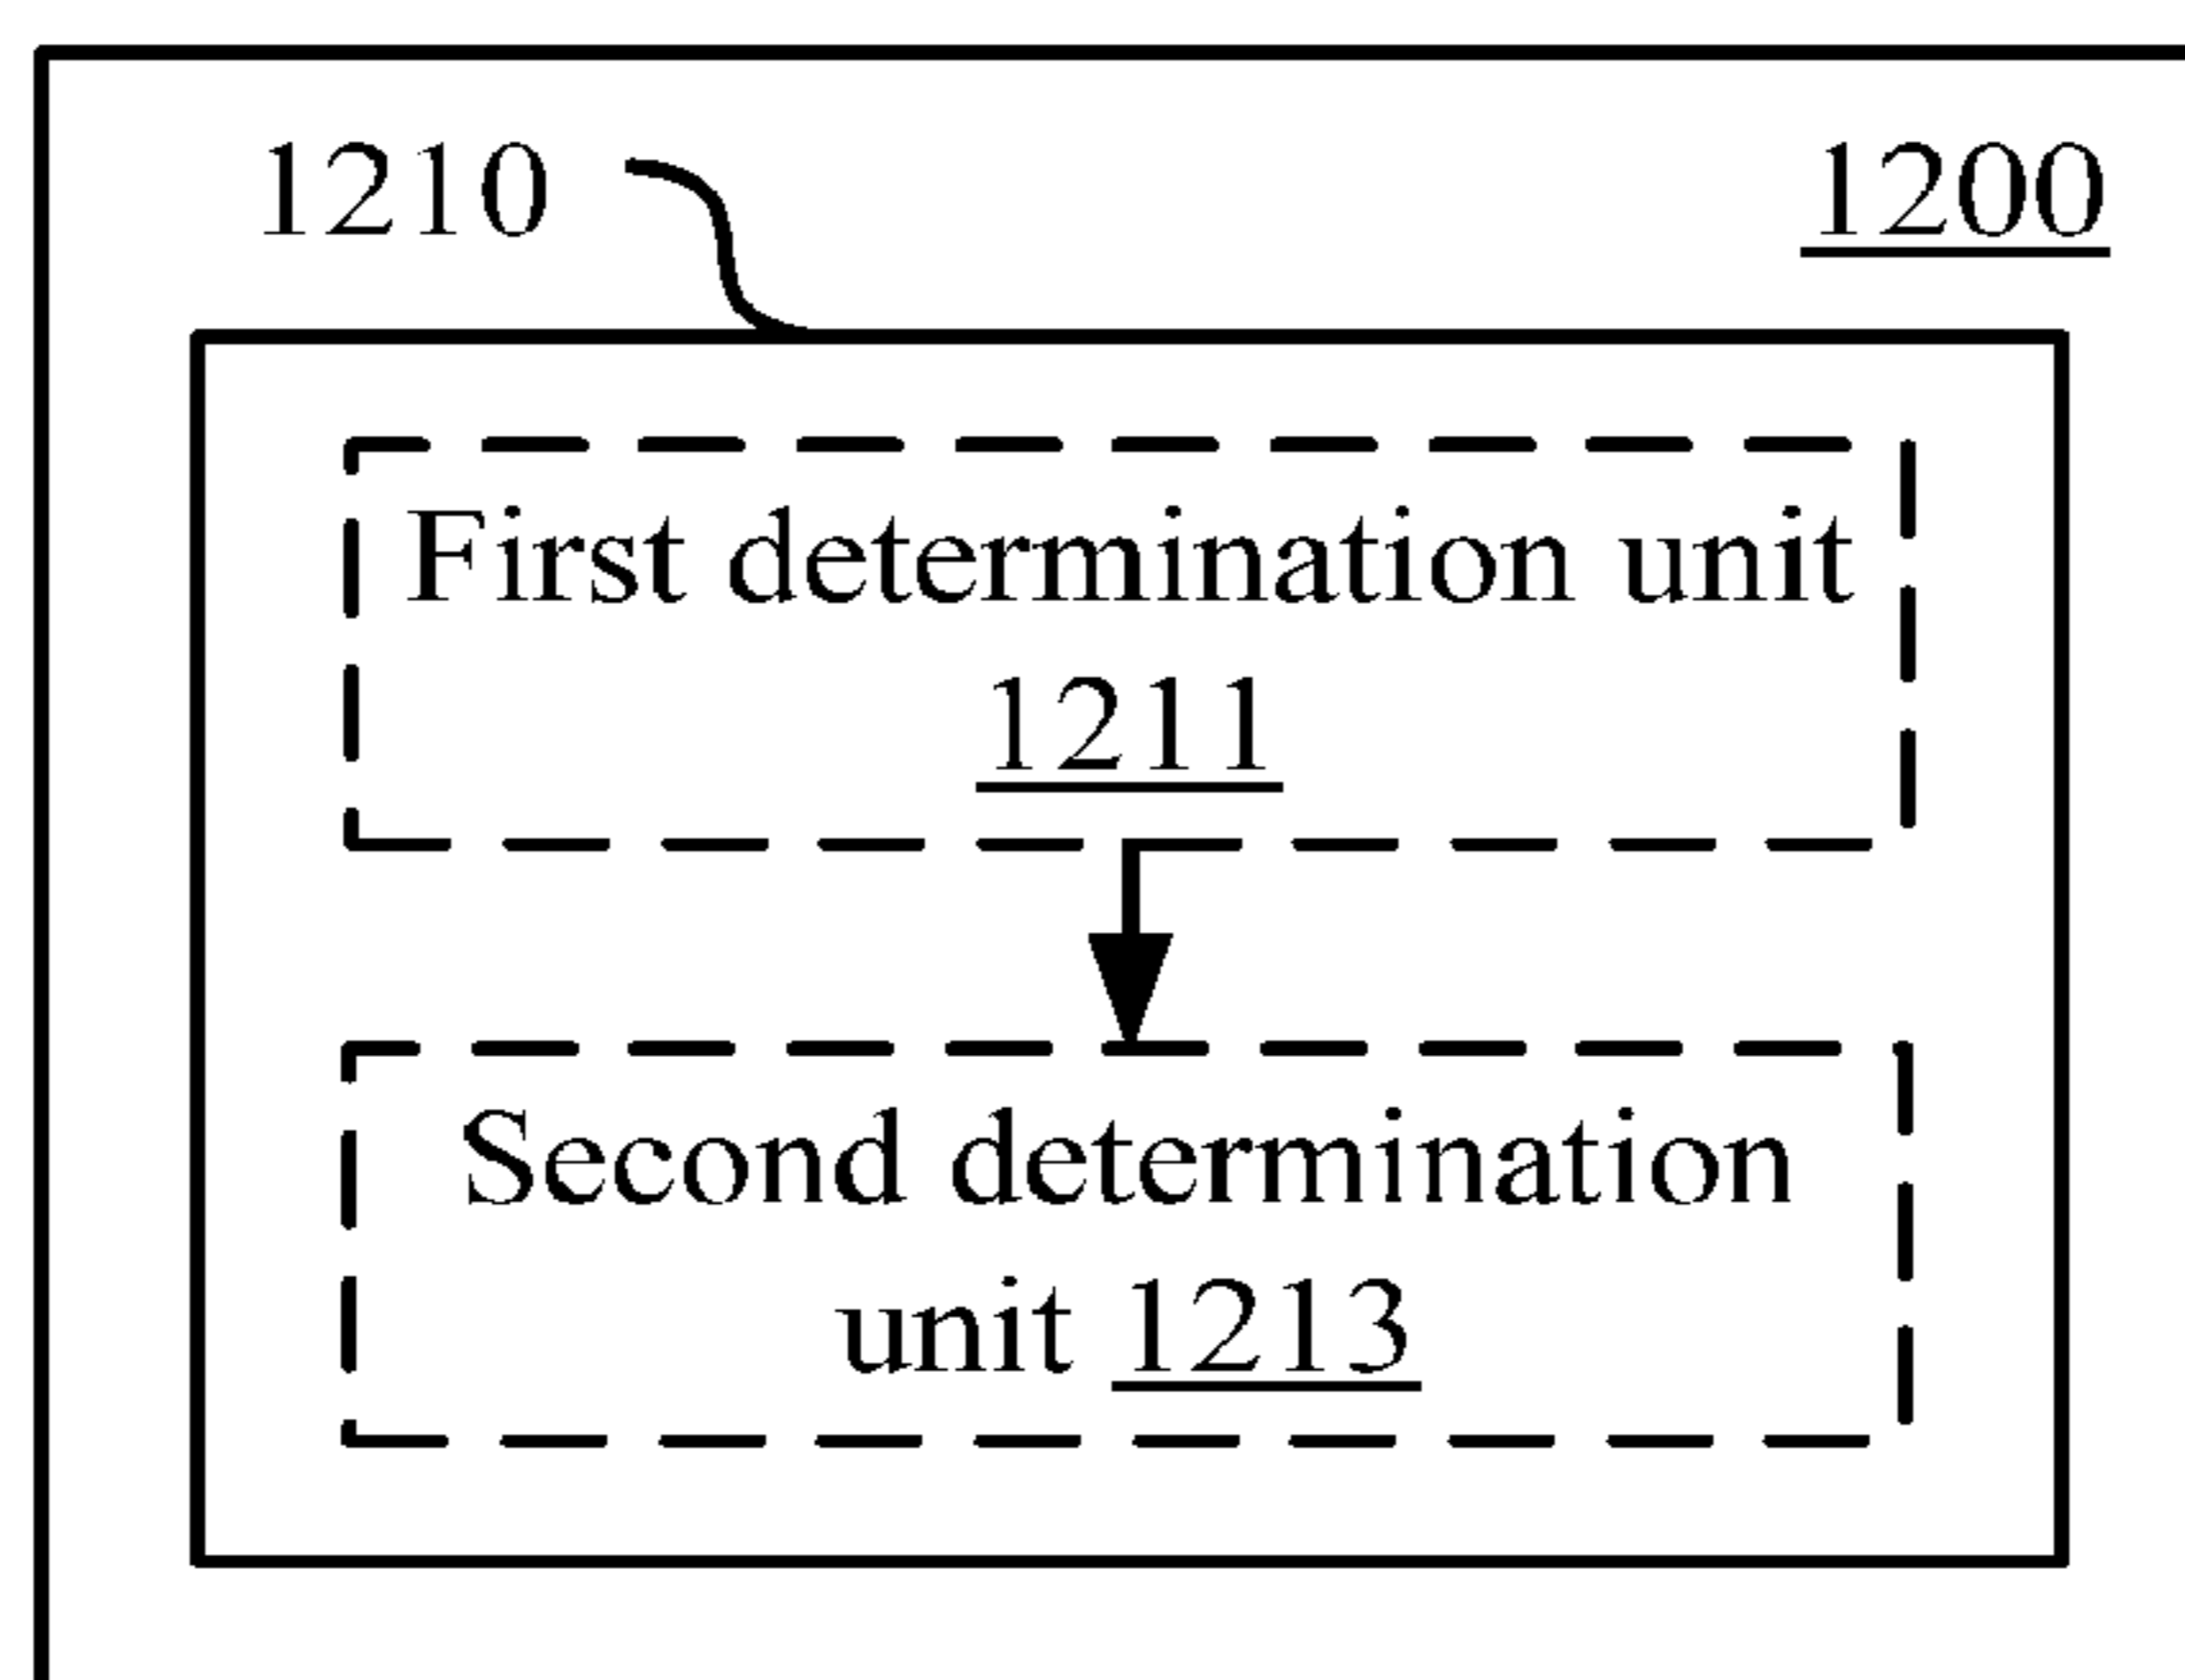 1210
1200
First determination unit
1211
Second determination
unit 1213